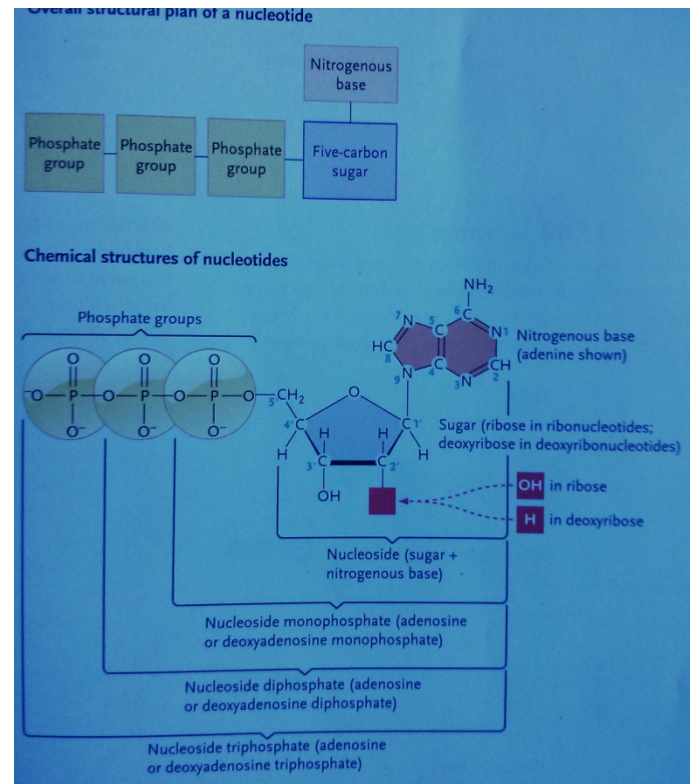 Overall structural plan of a nucleotide
Nitrogenous
base
Phosphate
group
Phosphate
group
Phosphate
group
Five-carbon
sugar
Chemical structures of nucleotides
Phosphate groups
O
O
O
⁻O
P
O
P
O
P
O
O⁻
O⁻
O⁻
5'
CH₂
O
4'
C
H
H
3'
C
OH
H
C
2'
C
1'
H
NH₂
6
C
7
N
5
C
N
1
HC
8
N
9
C
4
N
3
CH
2
Nitrogenous base
(adenine shown)
Sugar (ribose in ribonucleotides;
deoxyribose in deoxyribonucleotides)
OH in ribose
H in deoxyribose
Nucleoside (sugar +
nitrogenous base)
Nucleoside monophosphate (adenosine
or deoxyadenosine monophosphate)
Nucleoside diphosphate (adenosine
or deoxyadenosine diphosphate)
Nucleoside triphosphate (adenosine
or deoxyadenosine triphosphate)